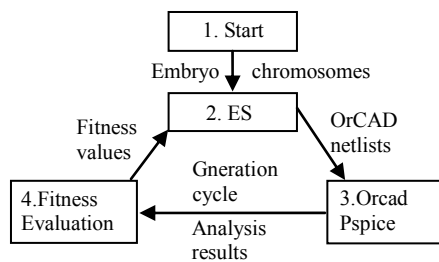 1. Start
Embryo chromosomes
2. ES
Fitness
values
OrCAD
netlists
Gneration
cycle
4.Fitness
Evaluation
3.Orcad
Pspice
Analysis
results